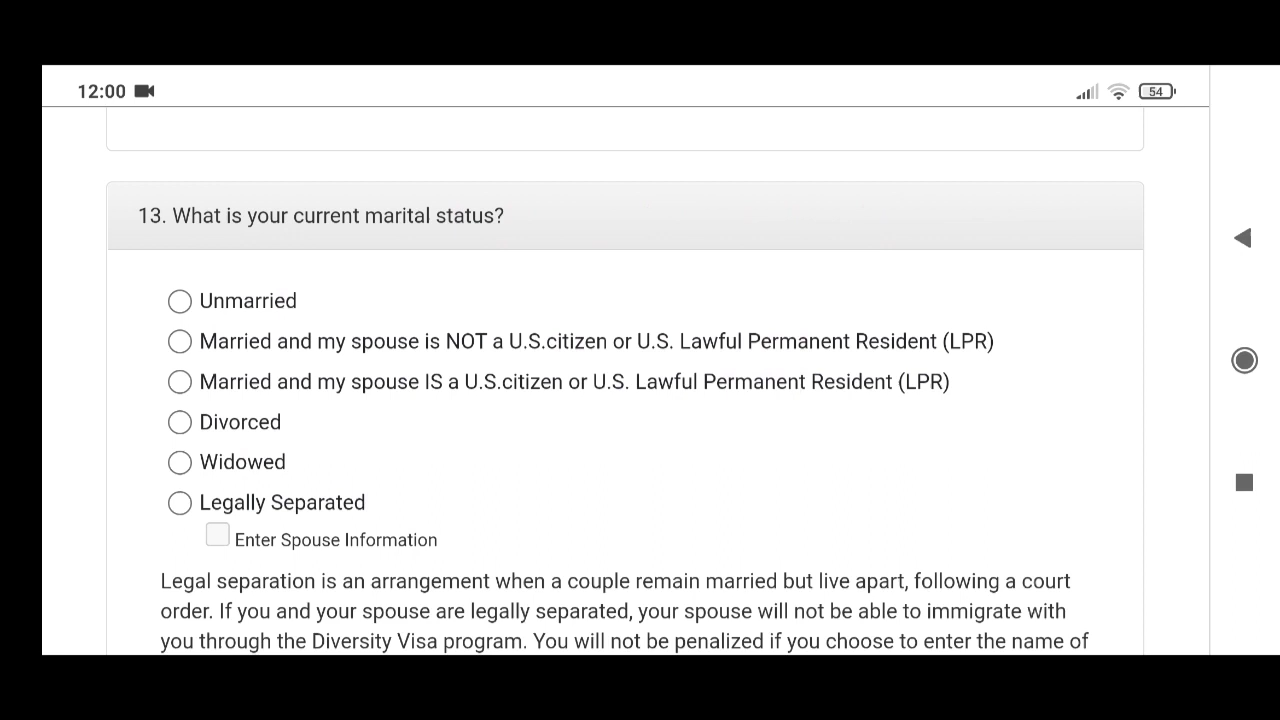 12:00
54
13. What is your current marital status?
Unmarried
Married and my spouse is NOT a U.S.citizen or U.S. Lawful Permanent Resident (LPR)
Married and my spouse IS a U.S.citizen or U.S. Lawful Permanent Resident (LPR)
Divorced
Widowed
Legally Separated
Enter Spouse Information
Legal separation is an arrangement when a couple remain married but live apart, following a court
order. If you and your spouse are legally separated, your spouse will not be able to immigrate with
you through the Diversity Visa program. You will not be penalized if you choose to enter the name of